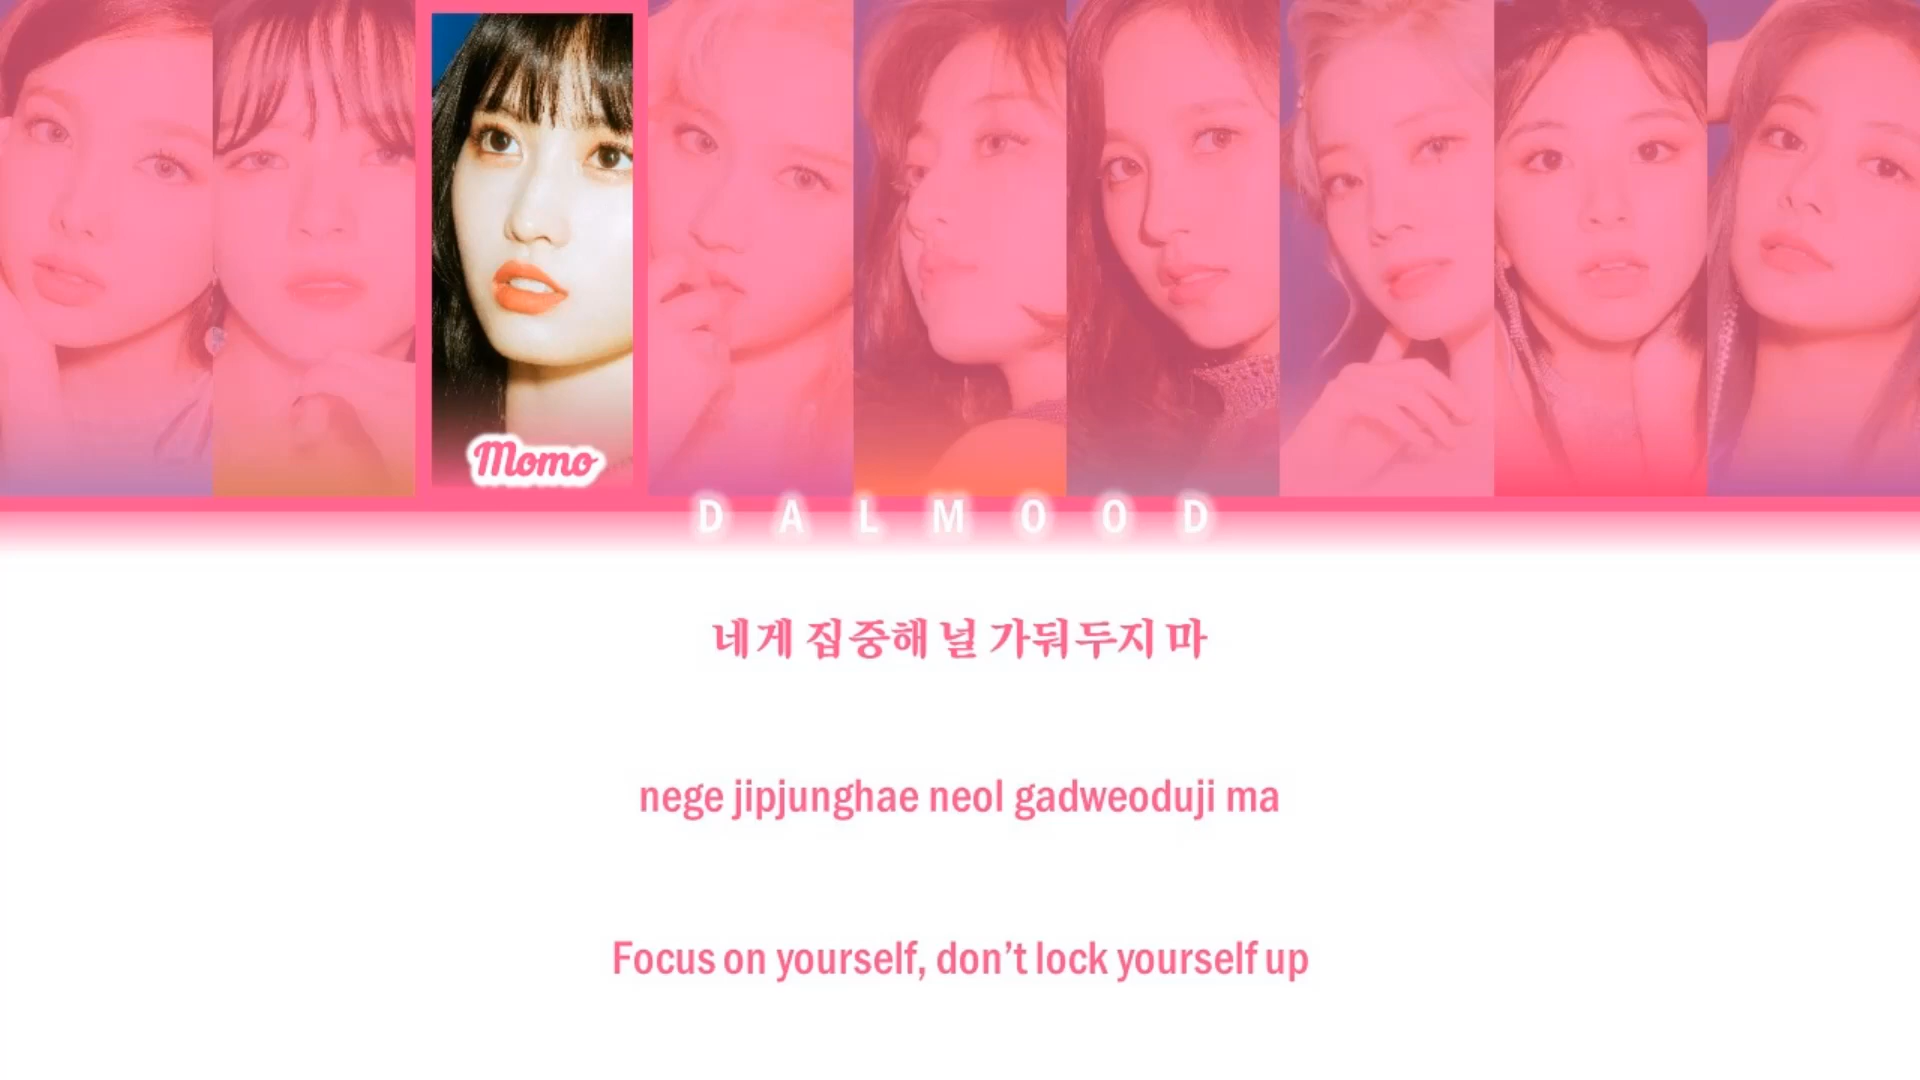 Momo
DALMOOD
네게 집중해 널 가둬두지 마
nege jipjunghae neol gadweoduji ma
Focus on yourself, don’t lock yourself up